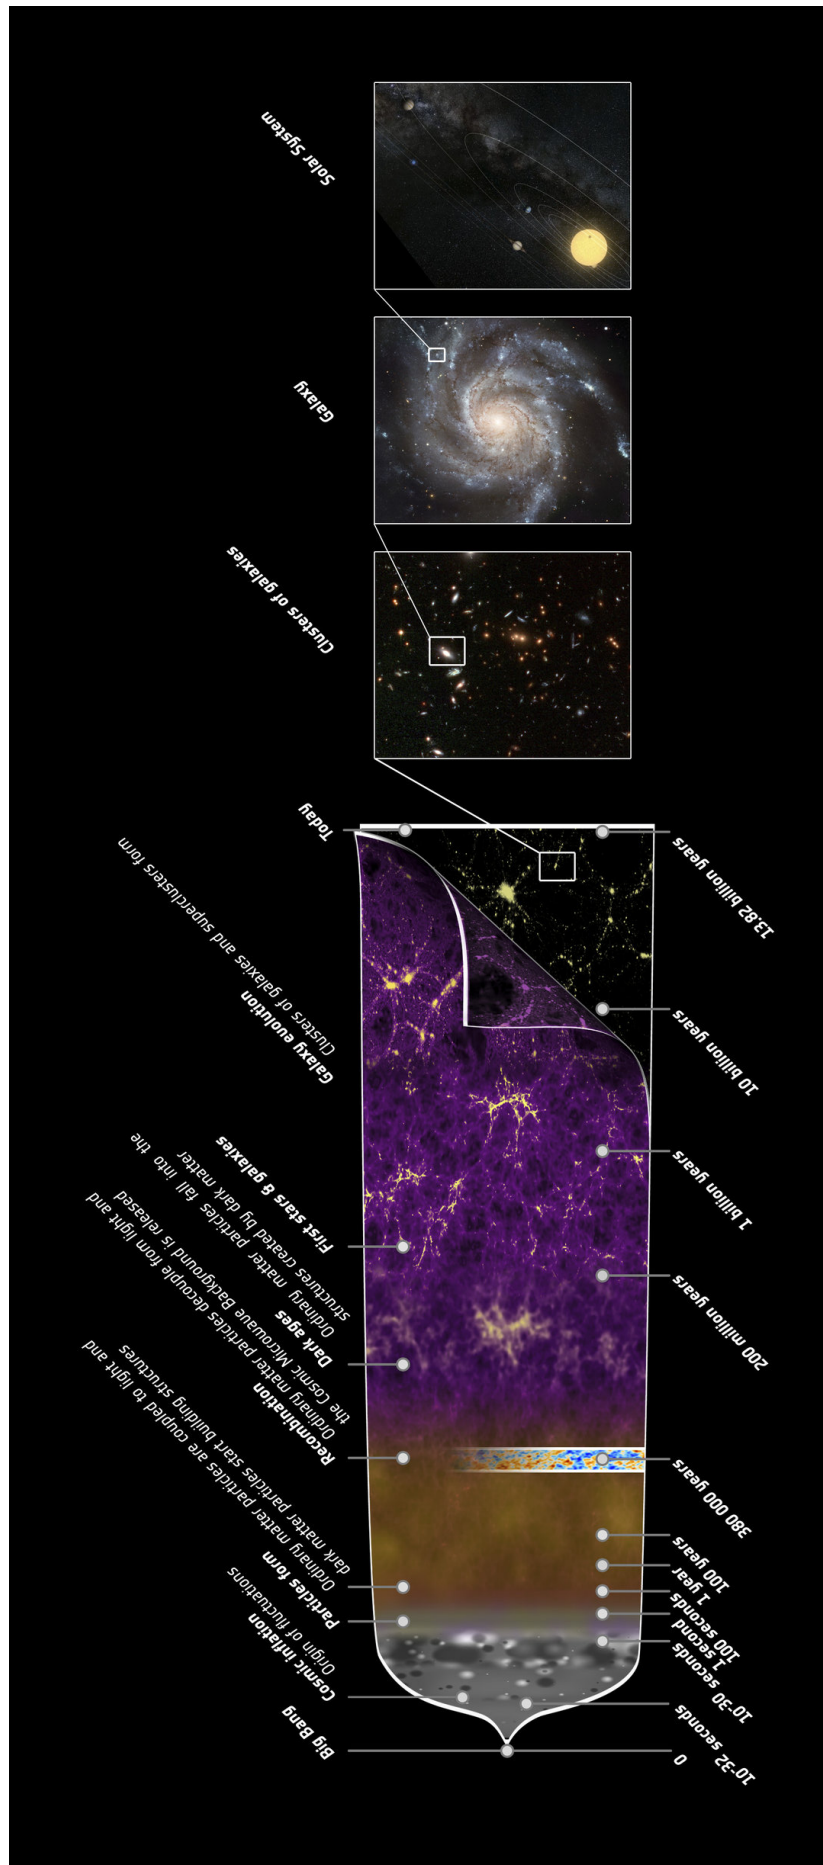 Big Bang
Cosmic inflation
Origin of fluctuations
Particles form
Ordinary matter particles are coupled to light and
dark matter particles start building structures
Recombination
Ordinary matter particles decouple from light and
the Cosmic Microwave Background is released
Dark ages
Ordinary matter particles fall into the
structures created by dark matter
First stars & galaxies
Galaxy evolution
Clusters of galaxies and superclusters form
Today
Clusters of galaxies
Galaxy
Solar System
0
10-32 seconds
10-30 seconds
1 second
100 seconds
1 year
100 years
380 000 years
200 million years
1 billion years
10 billion years
13.82 billion years